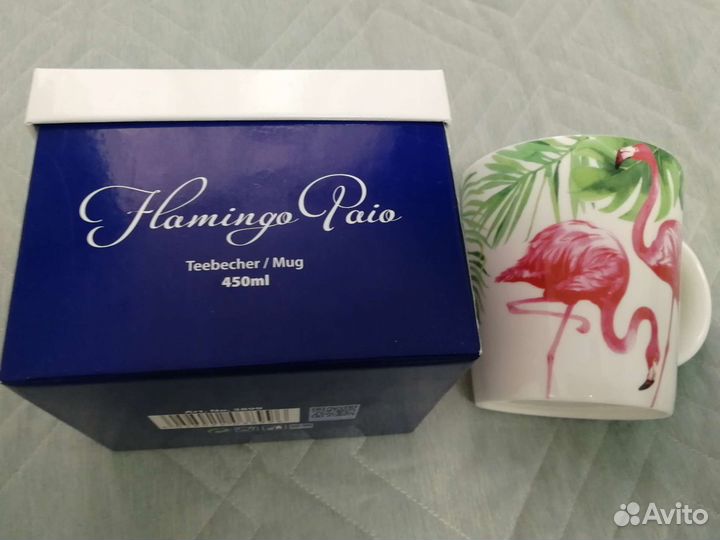 Flamingo Paio
Teebecher / Mug
450ml
Avito